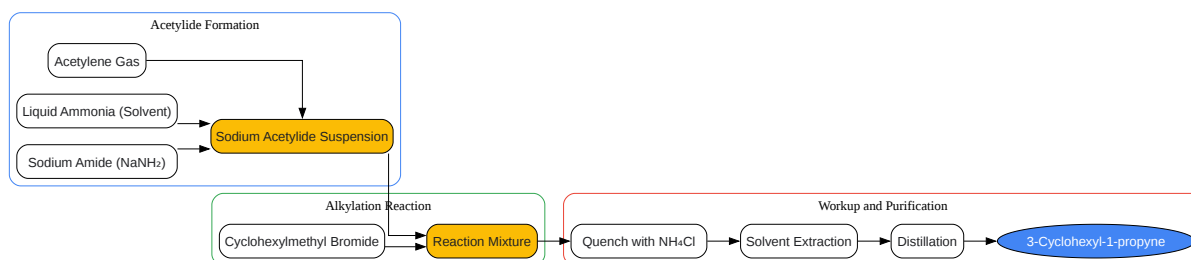 Acetylide Formation
Acetylene Gas
Liquid Ammonia (Solvent)
Sodium Acetylide Suspension
Sodium Amide (NaNH₂)
Alkylation Reaction
Cyclohexylmethyl Bromide
Reaction Mixture
Workup and Purification
Quench with NH₄Cl
Solvent Extraction
Distillation
3-Cyclohexyl-1-propyne